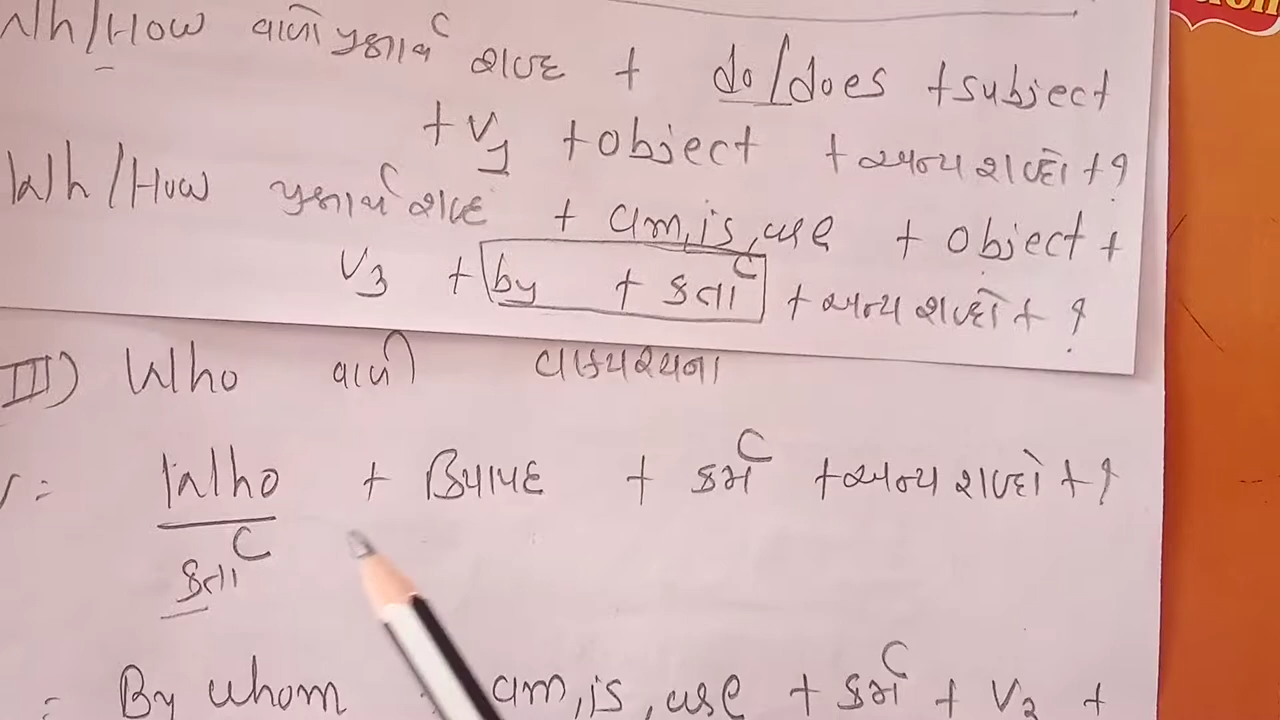 Wh/How વાળો પ્રશ્નાર્થ શબ્દ + do/does + subject
+ V1 + object + અન્ય શબ્દો + ?
Wh/How પ્રશ્નાર્થ શબ્દ + am, is, are + object +
V3 + by + કર્તા + અન્ય શબ્દો + ?
III) Who વાળી વાક્યરચના
: Who + ક્રિયાપદ + કર્મ + અન્ય શબ્દો + ?
કર્તા
: By whom + am, is, are + કર્મ + V3 +